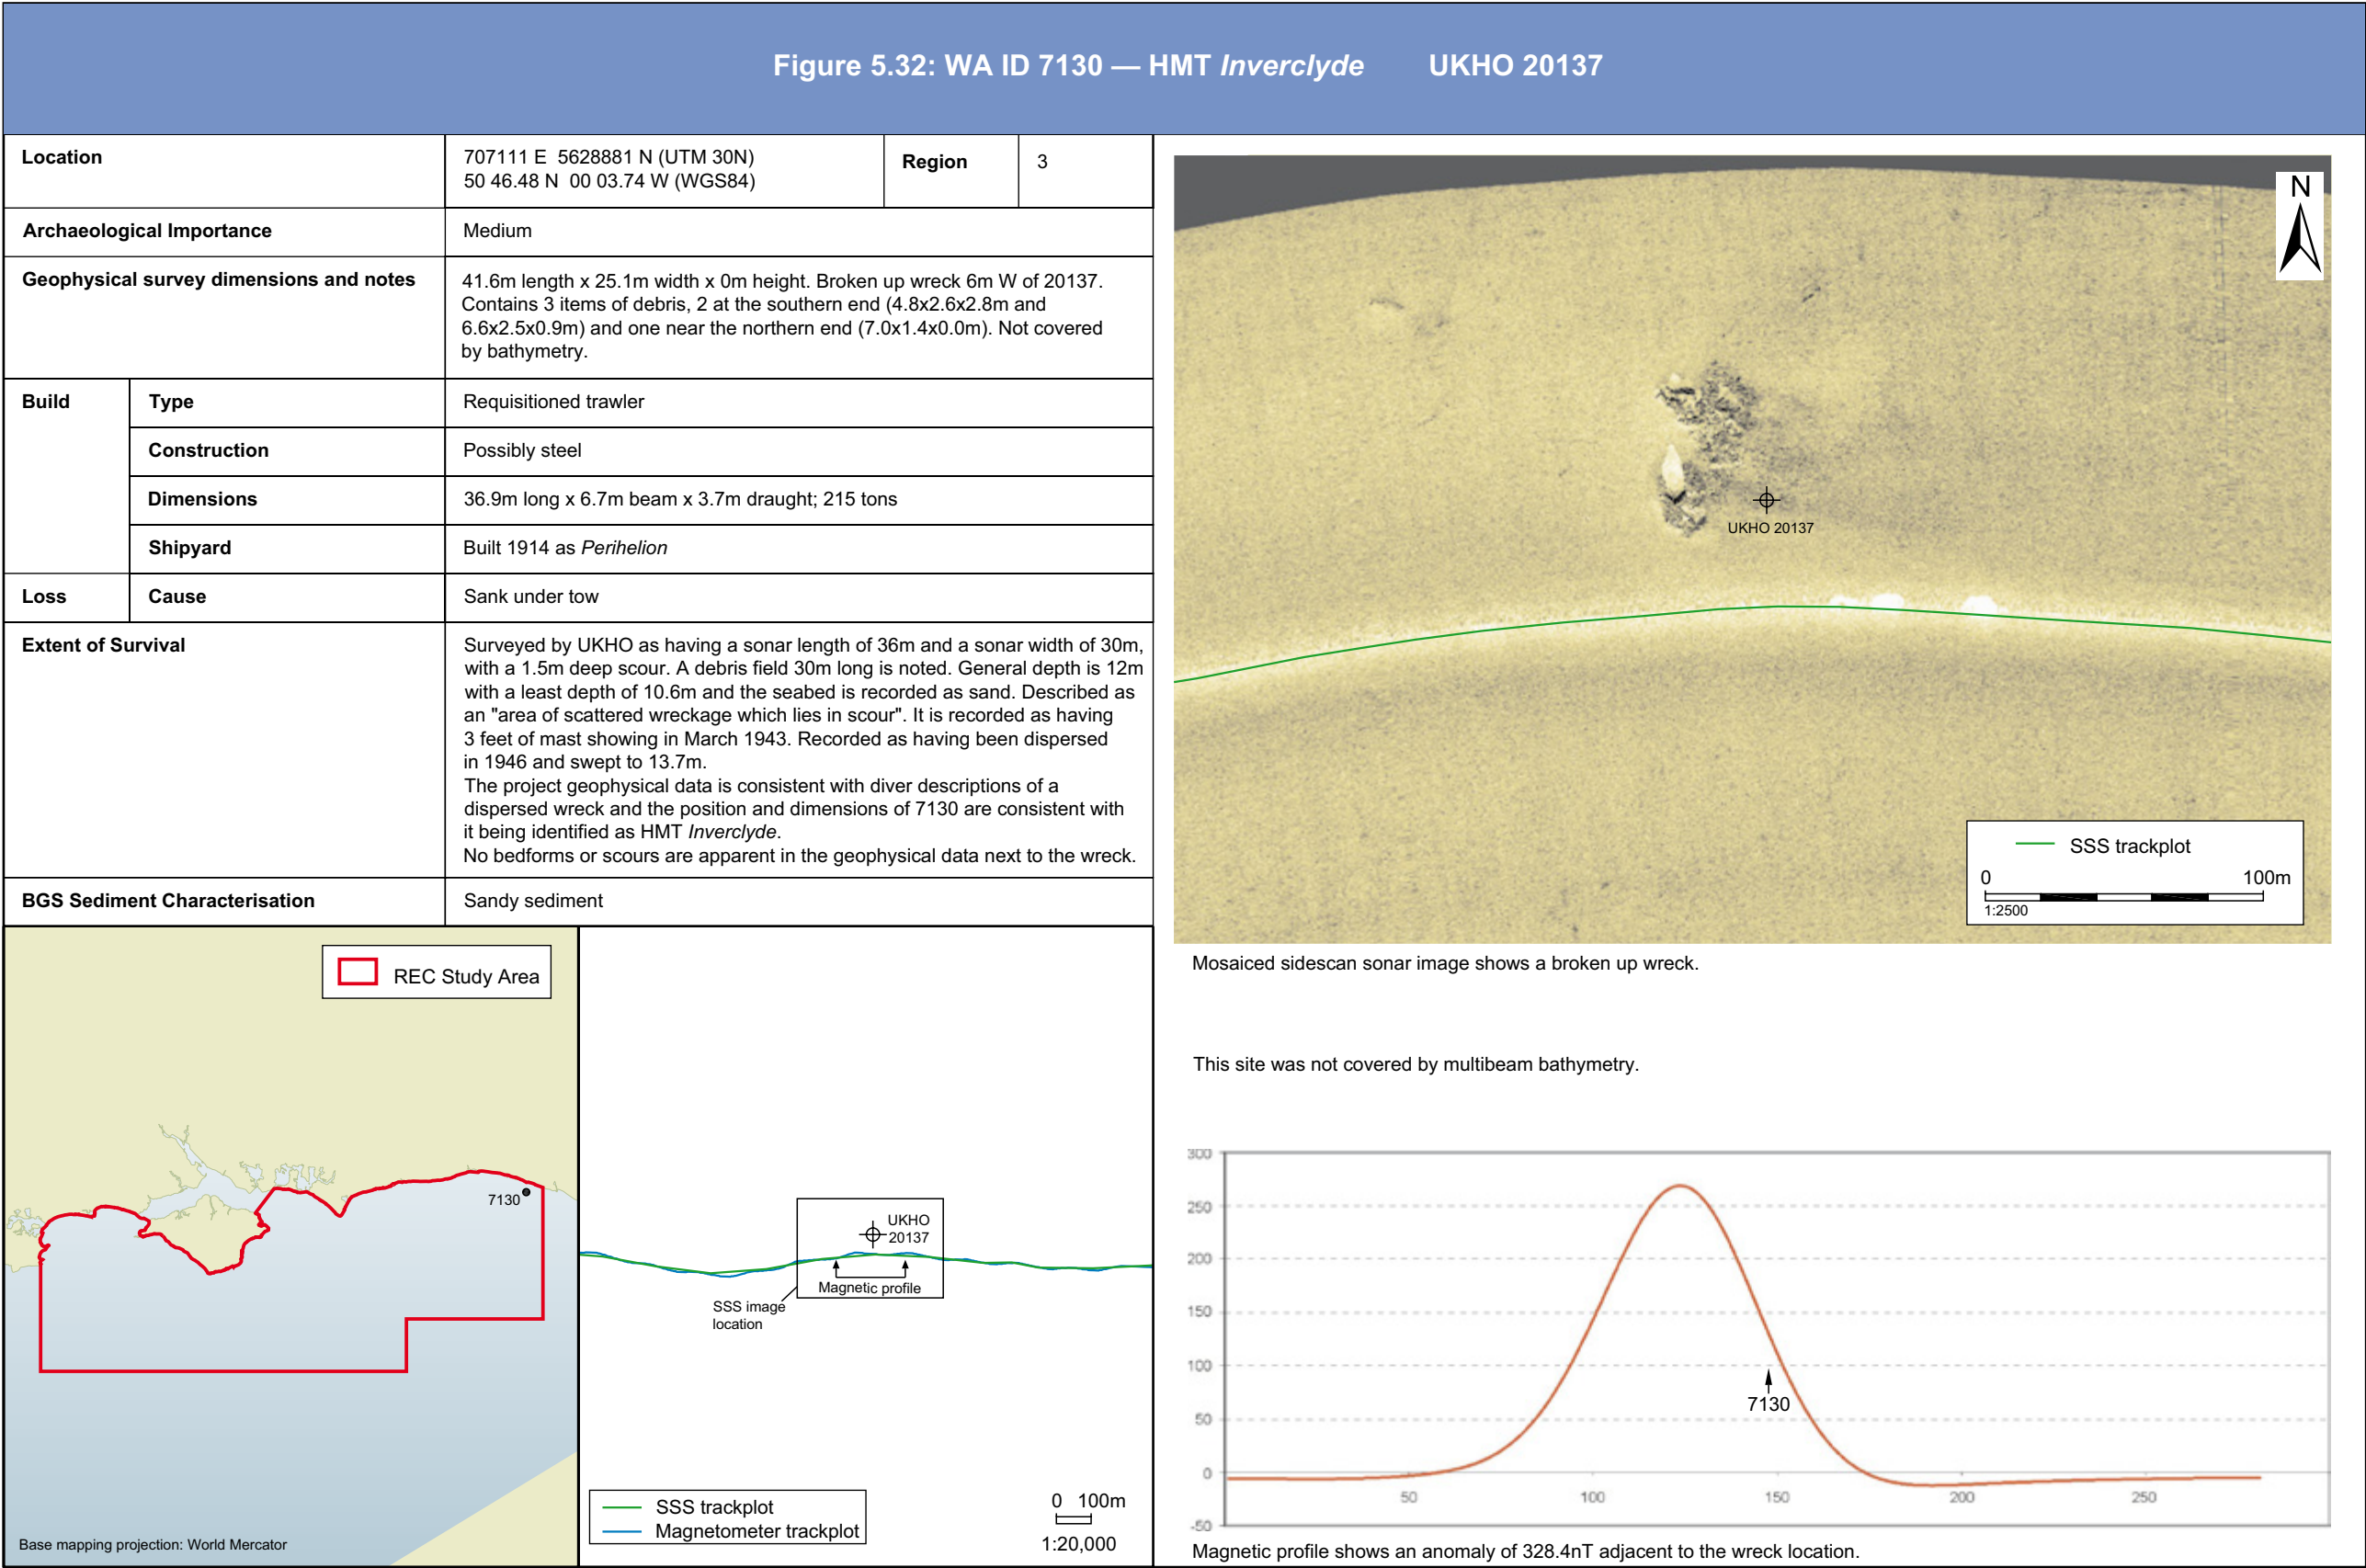 Figure 5.32: WA ID 7130 — HMT Inverclyde UKHO 20137
Location
707111 E 5628881 N (UTM 30N)
50 46.48 N 00 03.74 W (WGS84)
Region
3
Archaeological Importance
Medium
Geophysical survey dimensions and notes
41.6m length x 25.1m width x 0m height. Broken up wreck 6m W of 20137.
Contains 3 items of debris, 2 at the southern end (4.8x2.6x2.8m and
6.6x2.5x0.9m) and one near the northern end (7.0x1.4x0.0m). Not covered
by bathymetry.
Build
Type
Requisitioned trawler
Construction
Possibly steel
Dimensions
36.9m long x 6.7m beam x 3.7m draught; 215 tons
Shipyard
Built 1914 as Perihelion
Loss
Cause
Sank under tow
Extent of Survival
Surveyed by UKHO as having a sonar length of 36m and a sonar width of 30m,
with a 1.5m deep scour. A debris field 30m long is noted. General depth is 12m
with a least depth of 10.6m and the seabed is recorded as sand. Described as
an "area of scattered wreckage which lies in scour". It is recorded as having
3 feet of mast showing in March 1943. Recorded as having been dispersed
in 1946 and swept to 13.7m.
The project geophysical data is consistent with diver descriptions of a
dispersed wreck and the position and dimensions of 7130 are consistent with
it being identified as HMT Inverclyde.
No bedforms or scours are apparent in the geophysical data next to the wreck.
BGS Sediment Characterisation
Sandy sediment
REC Study Area
7130
Base mapping projection: World Mercator
UKHO
20137
Magnetic profile
SSS image
location
SSS trackplot
Magnetometer trackplot
0 100m
1:20,000
N
UKHO 20137
SSS trackplot
0 100m
1:2500
Mosaiced sidescan sonar image shows a broken up wreck.
This site was not covered by multibeam bathymetry.
300
250
200
150
100
50
0
-50
50 100 150 200 250
7130
Magnetic profile shows an anomaly of 328.4nT adjacent to the wreck location.